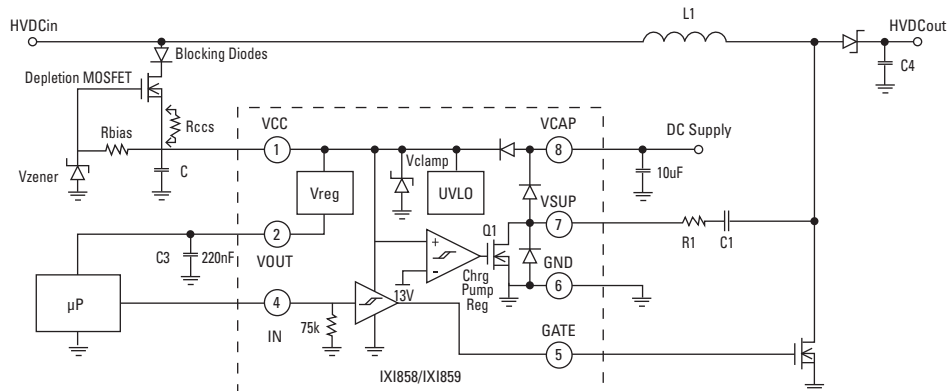 HVDCin
L1
HVDCout
Blocking Diodes
C4
Depletion MOSFET
Rccs
VCC
VCAP
DC Supply
Rbias
1
8
Vclamp
Vzener
C
10uF
Vreg
UVLO
VSUP
Q1
7
2
R1
C1
C3
220nF
VOUT
+
-
GND
Chrg
Pump
Reg
6
13V
µP
4
75k
IN
GATE
5
IXI858/IXI859